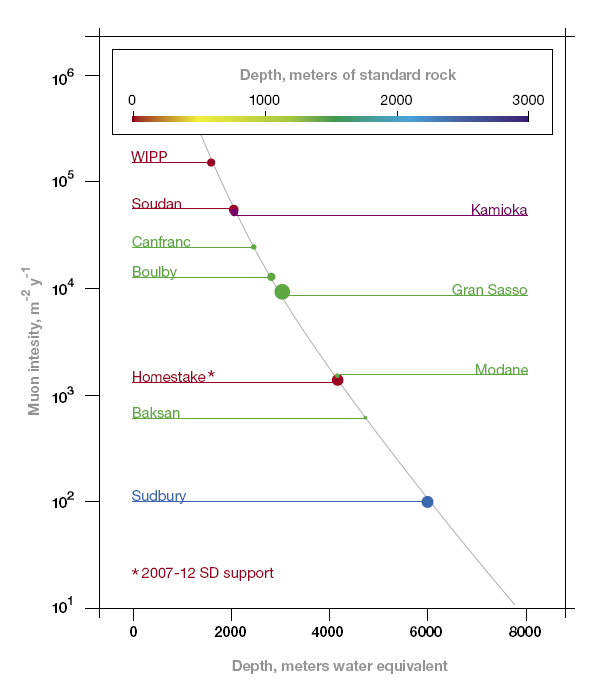 Depth, meters of standard rock
0 1000 2000 3000
10⁶
WIPP
10⁵
Soudan
Kamioka
Canfranc
Boulby
10⁴
Gran Sasso
Modane
Homestake*
10³
Baksan
Sudbury
10²
*2007-12 SD support
10¹
0 2000 4000 6000 8000
Depth, meters water equivalent
Muon intesity, m⁻² y⁻¹